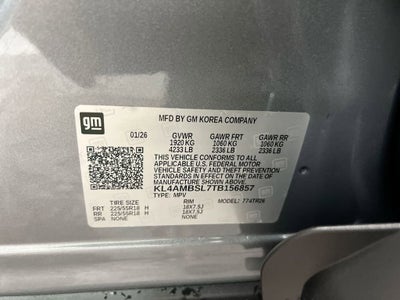 gm
MFD BY GM KOREA COMPANY
01/26 GVWR GAWR FRT GAWR RR
1920 KG 1060 KG 1060 KG
4233 LB 2336 LB 2336 LB
THIS VEHICLE CONFORMS TO ALL
APPLICABLE U.S. FEDERAL MOTOR
VEHICLE SAFETY, BUMPER,
AND THEFT PREVENTION
STANDARDS IN EFFECT ON THE DATE
OF MANUFACTURE SHOWN ABOVE.
KL4AMBSL7TB156857
TYPE: MPV MODEL: 774TR26
TIRE SIZE RIM
FRT 225/55R18 H 18X7.5J
RR 225/55R18 H 18X7.5J
SPA NONE NONE